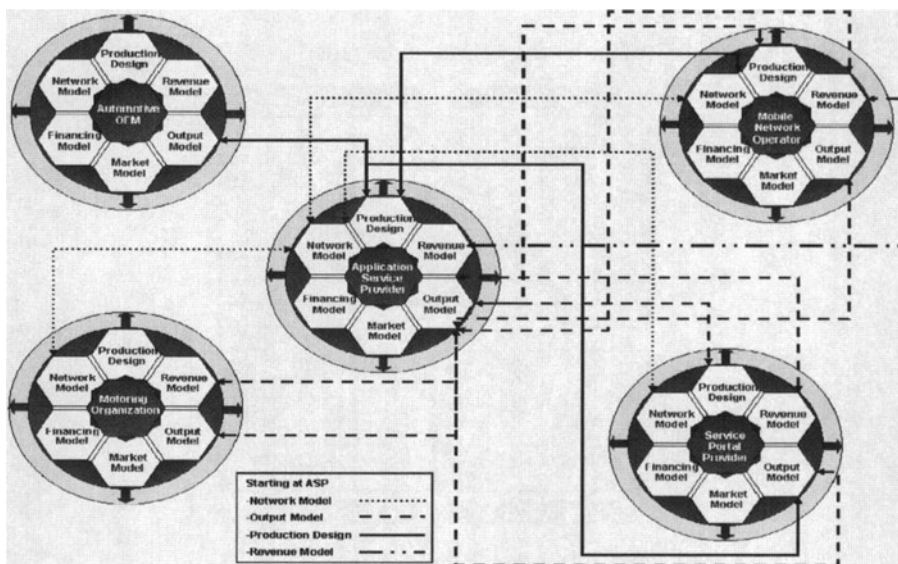 Production
Design
Network
Model
Revenue
Model
Automotive
OEM
Financing
Model
Output
Model
Market
Model
Production
Design
Network
Model
Revenue
Model
Mobile
Network
Operator
Financing
Model
Output
Model
Market
Model
Production
Design
Network
Model
Revenue
Model
Application
Service
Provider
Financing
Model
Output
Model
Market
Model
Production
Design
Network
Model
Revenue
Model
Motoring
Organization
Financing
Model
Output
Model
Market
Model
Production
Design
Network
Model
Revenue
Model
Service
Portal
Provider
Financing
Model
Output
Model
Market
Model
Starting at ASP
-Network Model
-Output Model
-Production Design
-Revenue Model